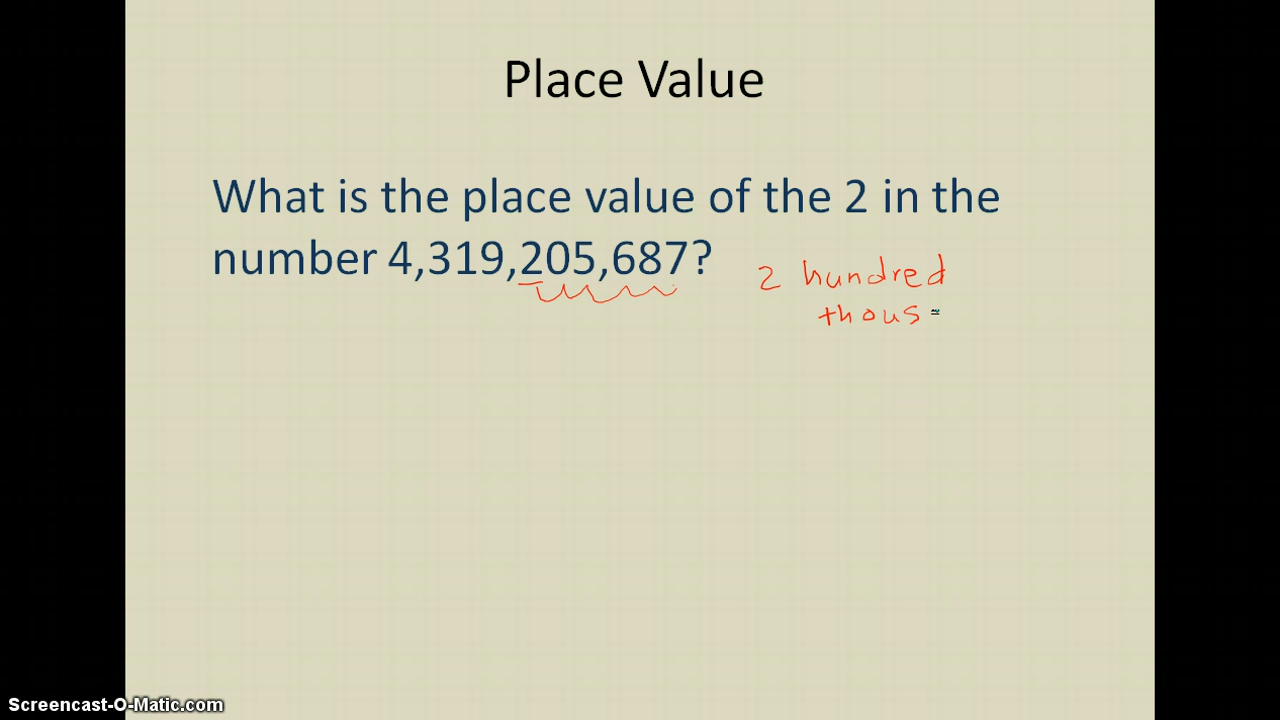 Place Value
What is the place value of the 2 in the
number 4,319,205,687?
2 hundred
thous
Screencast-O-Matic.com